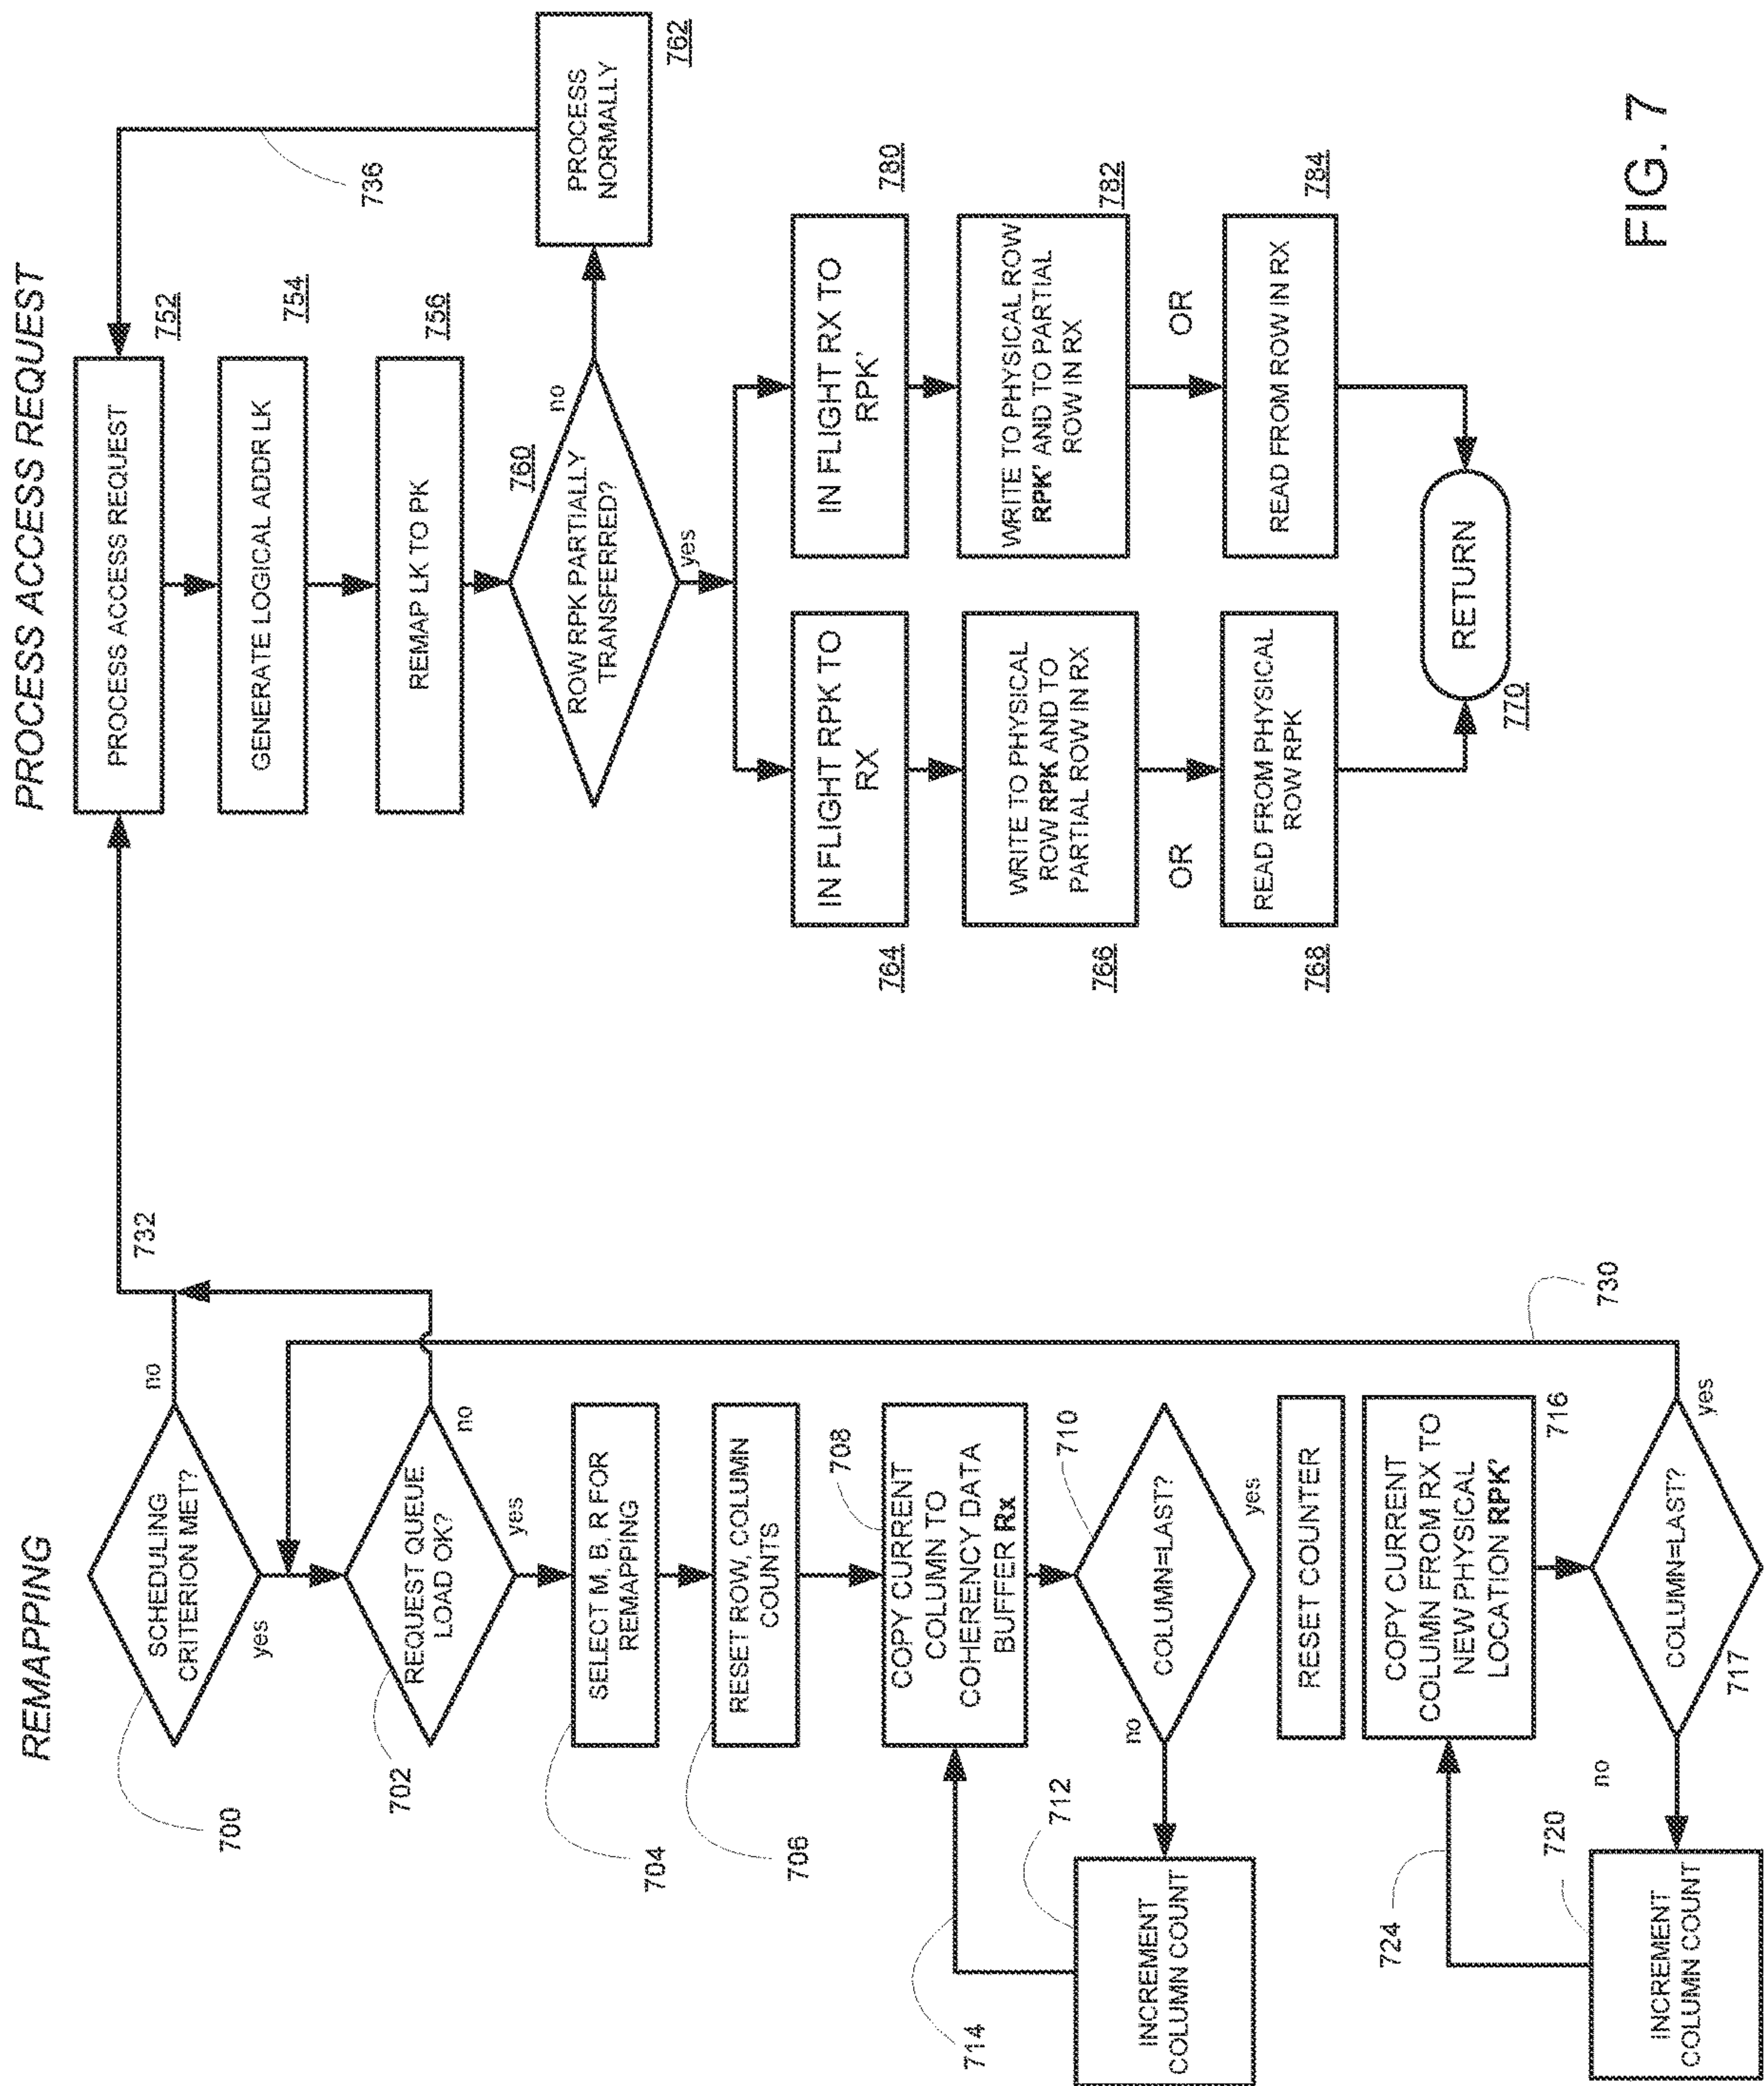 REMAPPING
SCHEDULING
CRITERION MET?
no
yes
700
732
REQUEST QUEUE
LOAD OK?
no
yes
702
SELECT M, B, R FOR
REMAPPING
704
RESET ROW, COLUMN
COUNTS
706
COPY CURRENT
COLUMN TO
COHERENCY DATA
BUFFER Rx
708
COLUMN=LAST?
710
no
yes
INCREMENT
COLUMN COUNT
712
714
RESET COUNTER
COPY CURRENT
COLUMN FROM RX TO
NEW PHYSICAL
LOCATION RPK'
716
COLUMN=LAST?
717
no
yes
730
INCREMENT
COLUMN COUNT
720
724
PROCESS ACCESS REQUEST
PROCESS ACCESS REQUEST
752
GENERATE LOGICAL ADDR LK
754
REMAP LK TO PK
756
ROW RPK PARTIALLY
TRANSFERRED?
760
no
yes
PROCESS
NORMALLY
762
736
IN FLIGHT RPK TO
RX
764
WRITE TO PHYSICAL
ROW RPK AND TO
PARTIAL ROW IN RX
766
OR
READ FROM PHYSICAL
ROW RPK
768
IN FLIGHT RX TO
RPK'
780
WRITE TO PHYSICAL ROW
RPK' AND TO PARTIAL
ROW IN RX
782
OR
READ FROM ROW IN RX
784
RETURN
770
FIG. 7